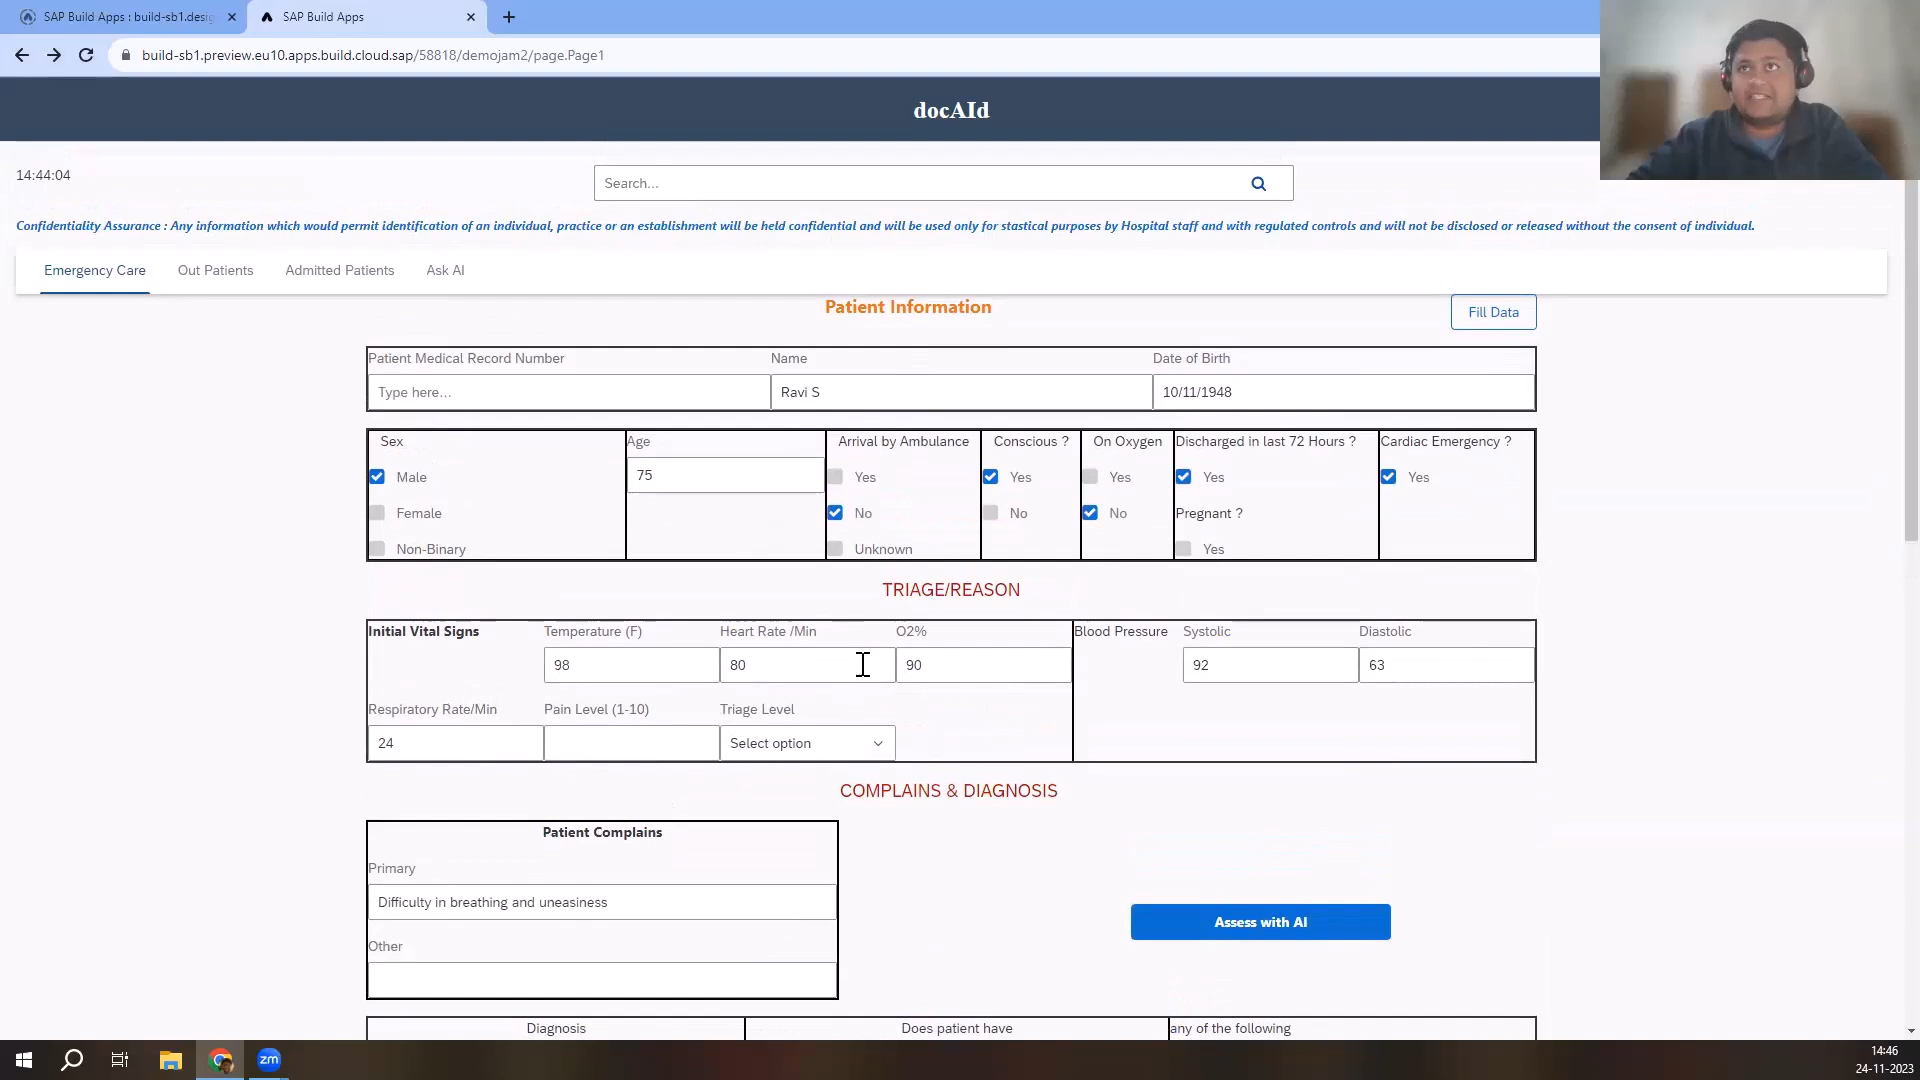 SAP Build Apps : build-sb1.desig
SAP Build Apps
build-sb1.preview.eu10.apps.build.cloud.sap/58818/demojam2/page.Page1
docAId
14:44:04
Search...
Confidentiality Assurance : Any information which would permit identification of an individual, practice or an establishment will be held confidential and will be used only for stastical purposes by Hospital staff and with regulated controls and will not be disclosed or released without the consent of individual.
Emergency Care Out Patients Admitted Patients Ask AI
Patient Information
Fill Data
Patient Medical Record Number Name Date of Birth
Type here... Ravi S 10/11/1948
Sex Age Arrival by Ambulance Conscious ? On Oxygen Discharged in last 72 Hours ? Cardiac Emergency ?
Male 75 Yes Yes Yes Yes Yes
Female No No No Pregnant ?
Non-Binary Unknown Yes
TRIAGE/REASON
Initial Vital Signs Temperature (F) Heart Rate /Min O2% Blood Pressure Systolic Diastolic
98 80 90 92 63
Respiratory Rate/Min Pain Level (1-10) Triage Level
24 Select option
COMPLAINS & DIAGNOSIS
Patient Complains
Primary
Difficulty in breathing and uneasiness
Assess with AI
Other
Diagnosis Does patient have any of the following
zm
14:46
24-11-2023